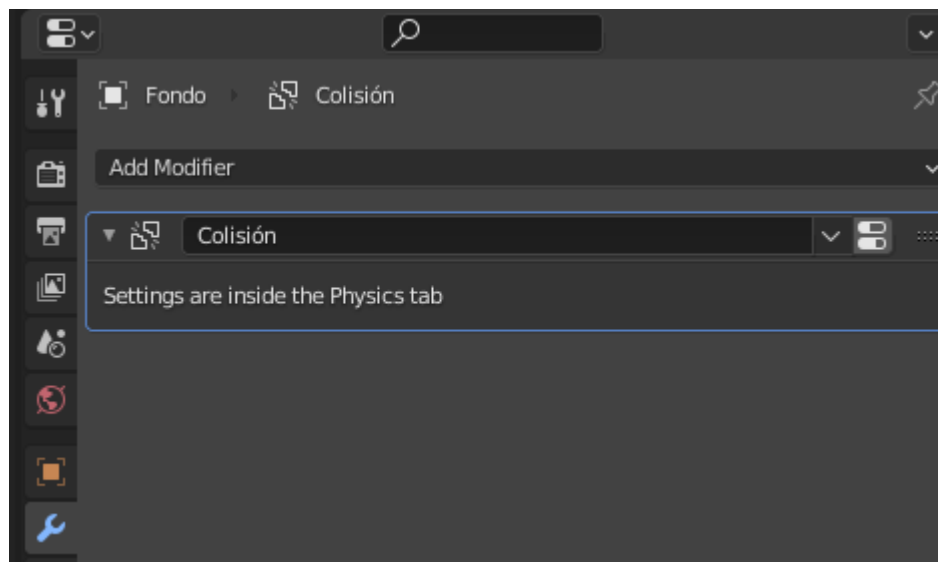 Fondo Colisión
Add Modifier
Colisión
Settings are inside the Physics tab